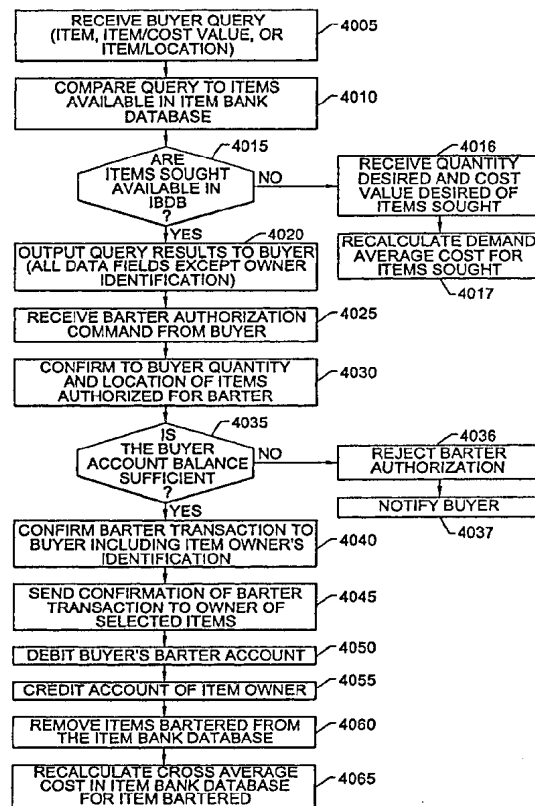 RECEIVE BUYER QUERY
(ITEM, ITEM/COST VALUE, OR
ITEM/LOCATION)
4005
COMPARE QUERY TO ITEMS
AVAILABLE IN ITEM BANK
DATABASE
4010
4015
ARE
ITEMS SOUGHT
AVAILABLE IN
IBDB
?
NO
YES
4016
RECEIVE QUANTITY
DESIRED AND COST
VALUE DESIRED OF
ITEMS SOUGHT
RECALCULATE DEMAND
AVERAGE COST FOR
ITEMS SOUGHT
4017
4020
OUTPUT QUERY RESULTS TO BUYER
(ALL DATA FIELDS EXCEPT OWNER
IDENTIFICATION)
RECEIVE BARTER AUTHORIZATION
COMMAND FROM BUYER
4025
CONFIRM TO BUYER QUANTITY
AND LOCATION OF ITEMS
AUTHORIZED FOR BARTER
4030
4035
IS
THE BUYER
ACCOUNT BALANCE
SUFFICIENT
?
NO
YES
4036
REJECT BARTER
AUTHORIZATION
NOTIFY BUYER
4037
CONFIRM BARTER TRANSACTION TO
BUYER INCLUDING ITEM OWNER'S
IDENTIFICATION
4040
SEND CONFIRMATION OF BARTER
TRANSACTION TO OWNER OF
SELECTED ITEMS
4045
DEBIT BUYER'S BARTER ACCOUNT
4050
CREDIT ACCOUNT OF ITEM OWNER
4055
REMOVE ITEMS BARTERED FROM
THE ITEM BANK DATABASE
4060
RECALCULATE CROSS AVERAGE
COST IN ITEM BANK DATABASE
FOR ITEM BARTERED
4065